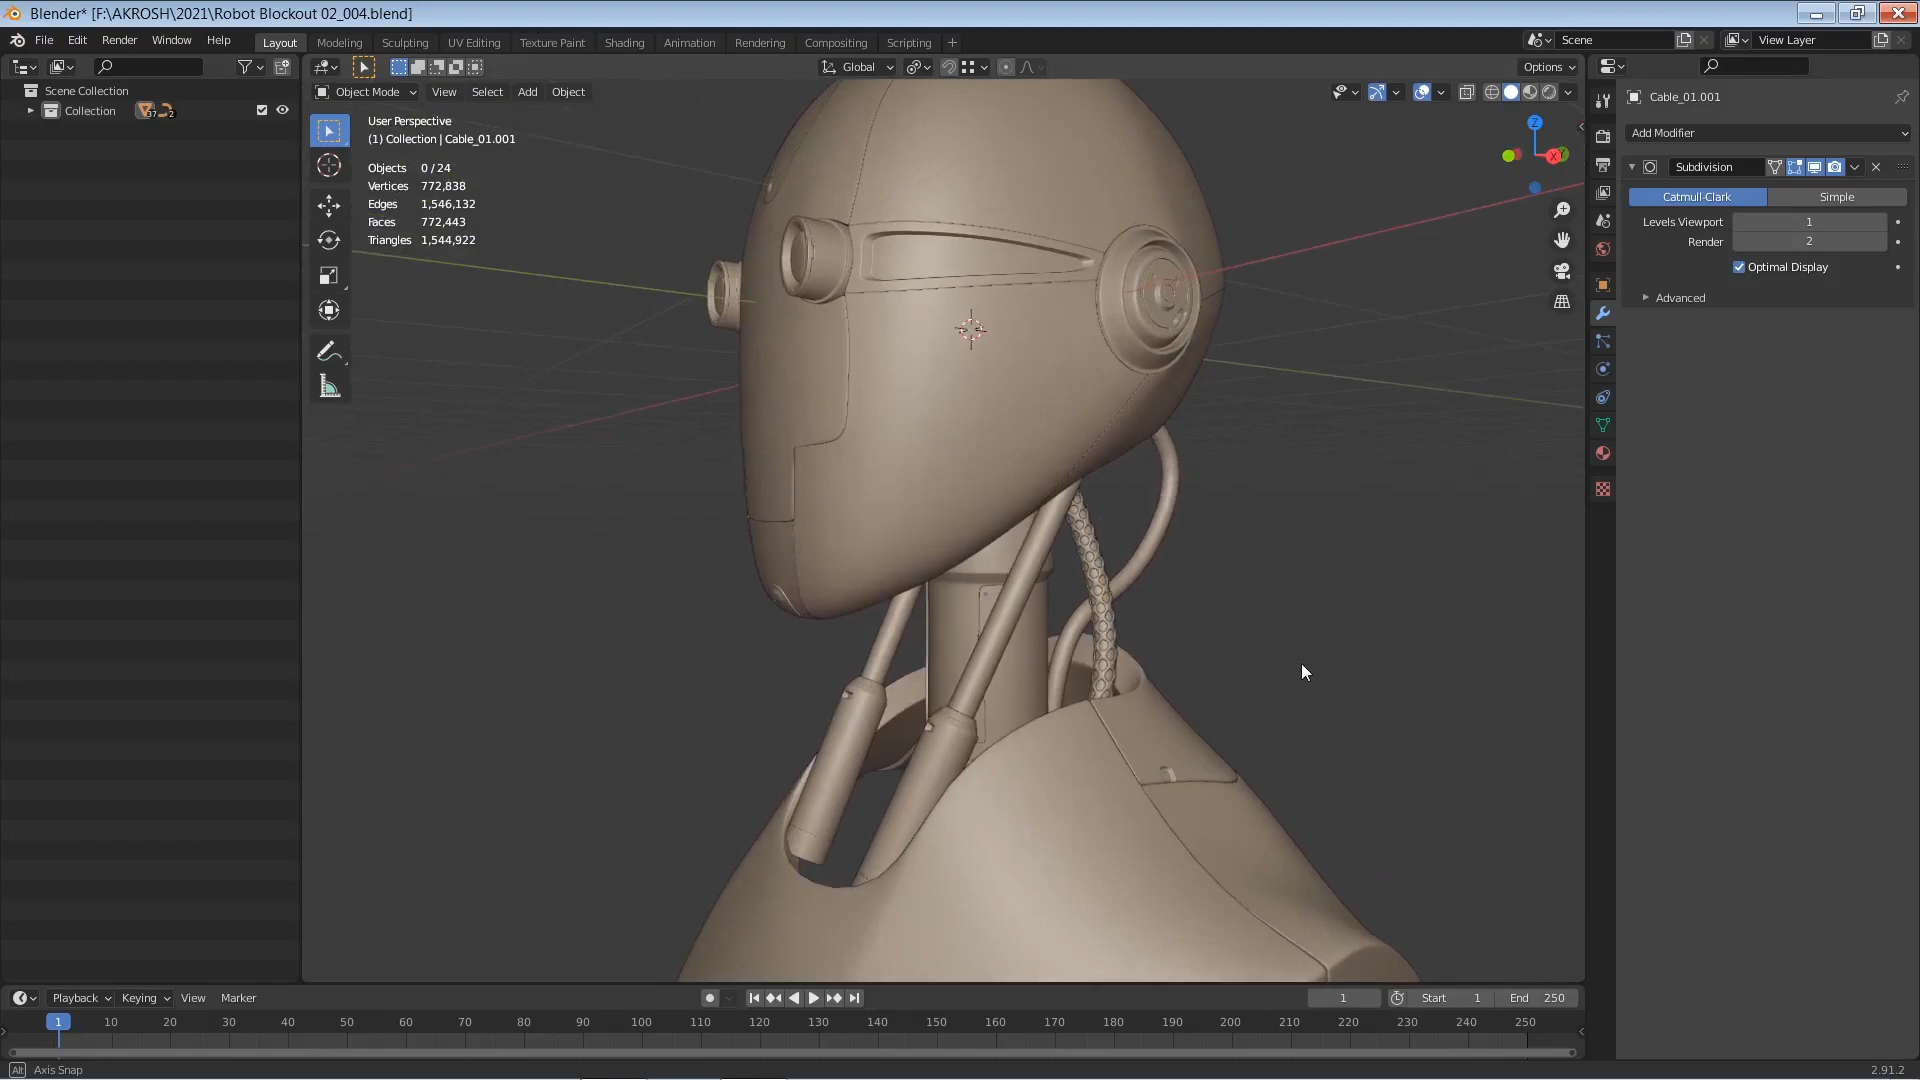 Blender* [F:\AKROSH\2021\Robot Blockout 02_004.blend]
File Edit Render Window Help
Layout Modeling Sculpting UV Editing Texture Paint Shading Animation Rendering Compositing Scripting +
Scene
View Layer
Global
Options
Scene Collection
Collection 37 2
Object Mode View Select Add Object
User Perspective
(1) Collection | Cable_01.001
Objects 0 / 24
Vertices 772,838
Edges 1,546,132
Faces 772,443
Triangles 1,544,922
Z
X
Y
Cable_01.001
Add Modifier
Subdivision
Catmull-Clark Simple
Levels Viewport 1
Render 2
Optimal Display
Advanced
Playback Keying View Marker
1 Start 1 End 250
1 10 20 30 40 50 60 70 80 90 100 110 120 130 140 150 160 170 180 190 200 210 220 230 240 250
Alt Axis Snap
2.91.2